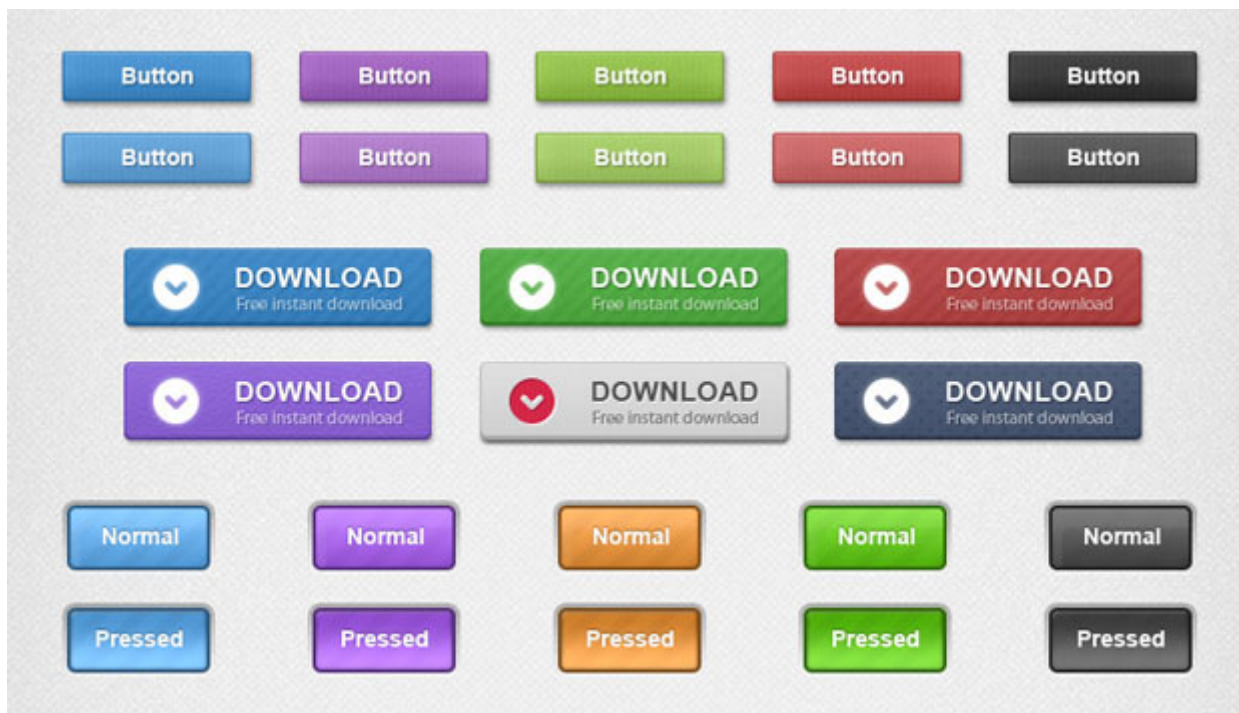 Button Button Button Button Button
Button Button Button Button Button
DOWNLOAD DOWNLOAD DOWNLOAD
Free instant download Free instant download Free instant download
DOWNLOAD DOWNLOAD DOWNLOAD
Free instant download Free instant download Free instant download
Normal Normal Normal Normal Normal
Pressed Pressed Pressed Pressed Pressed